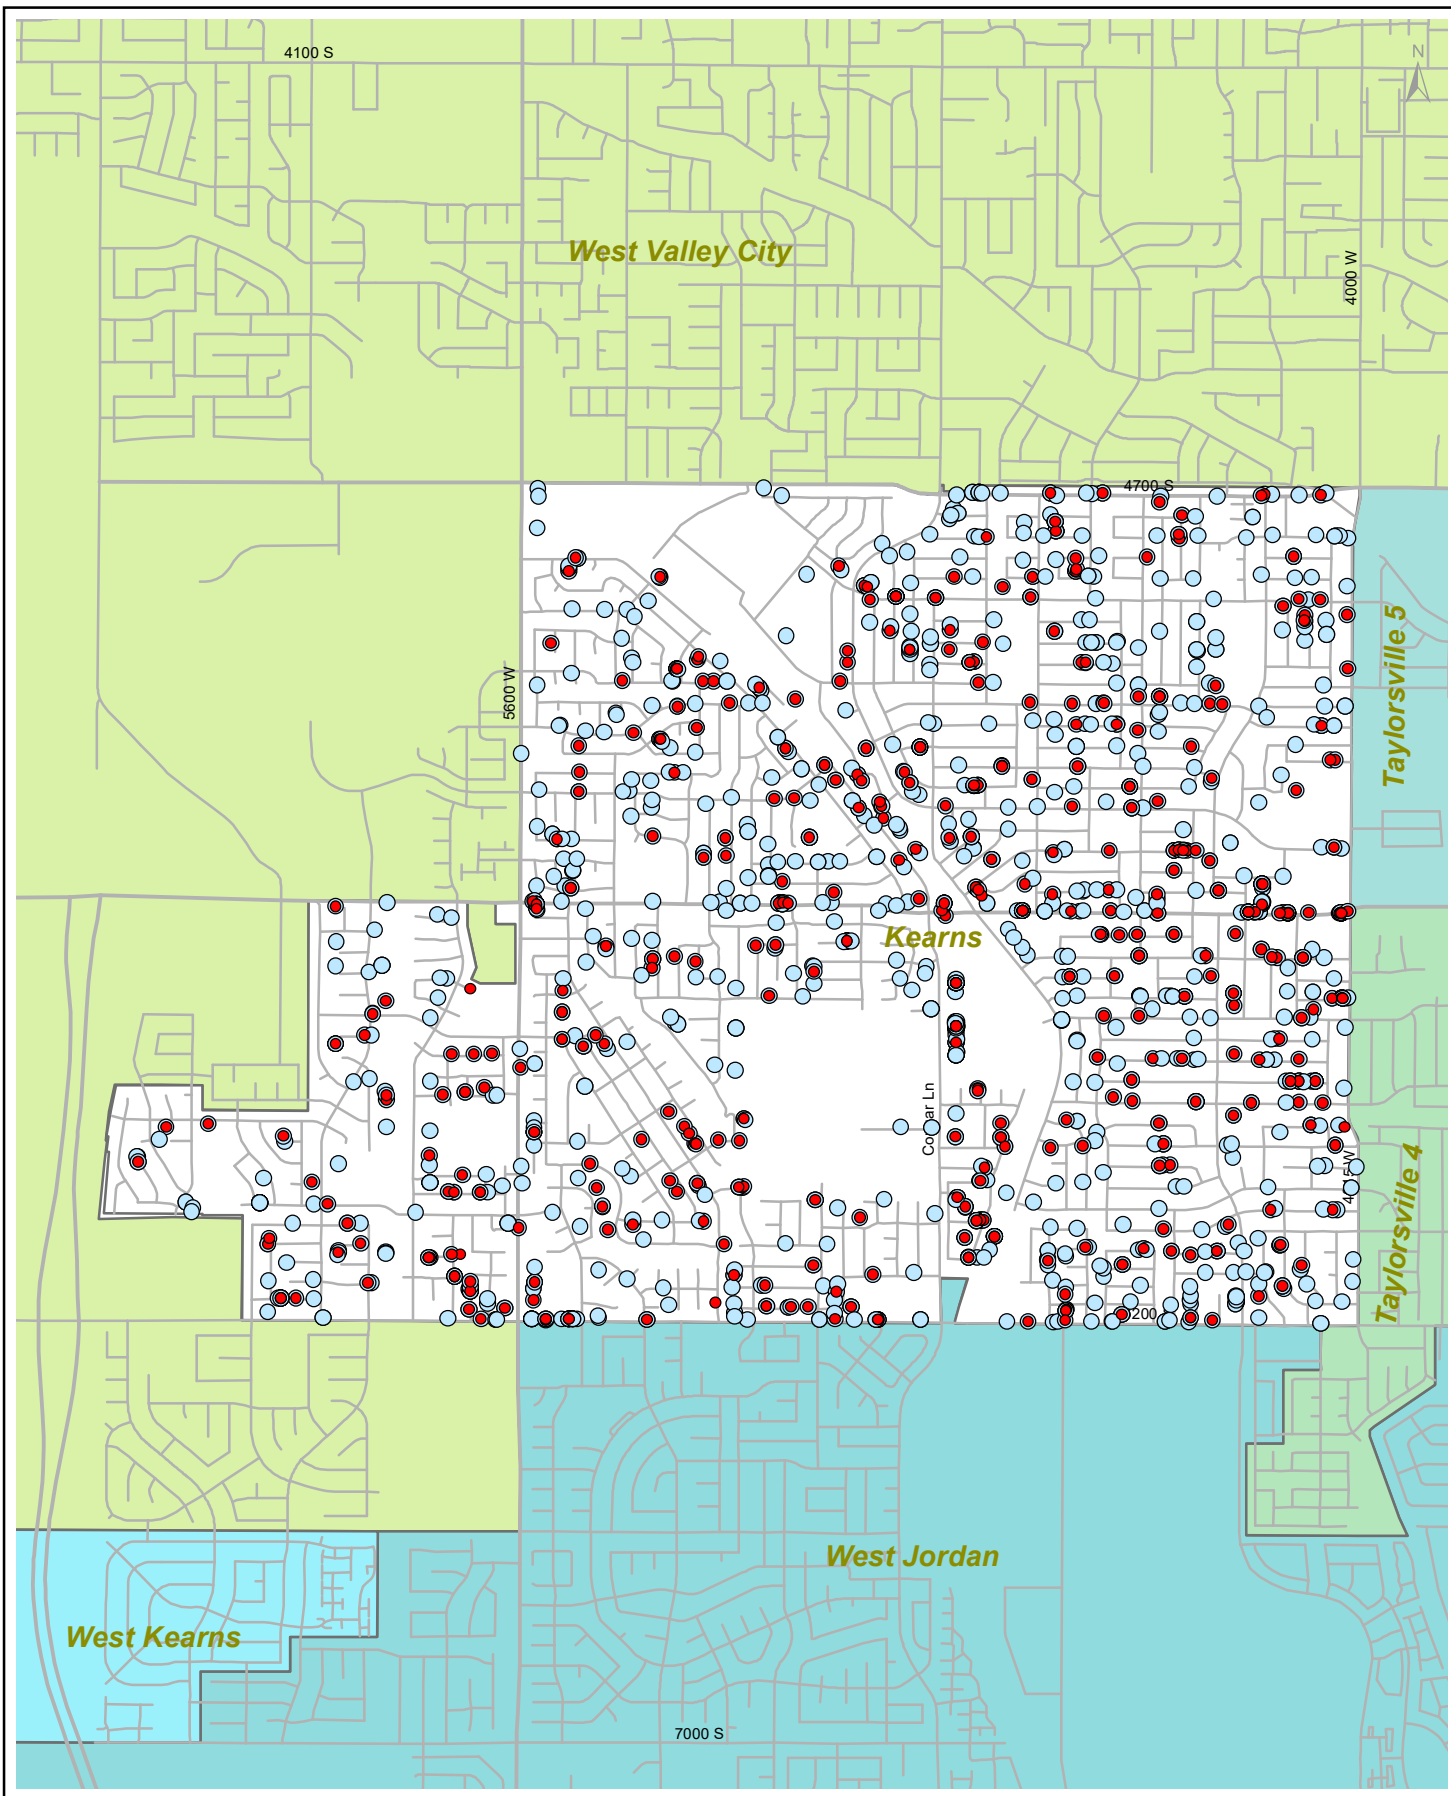 4100 S
N
West Valley City
4000 W
4700 S
Taylorsville 5
5600 W
Kearns
Cougar Ln
Taylorsville 4
West Jordan
West Kearns
7000 S